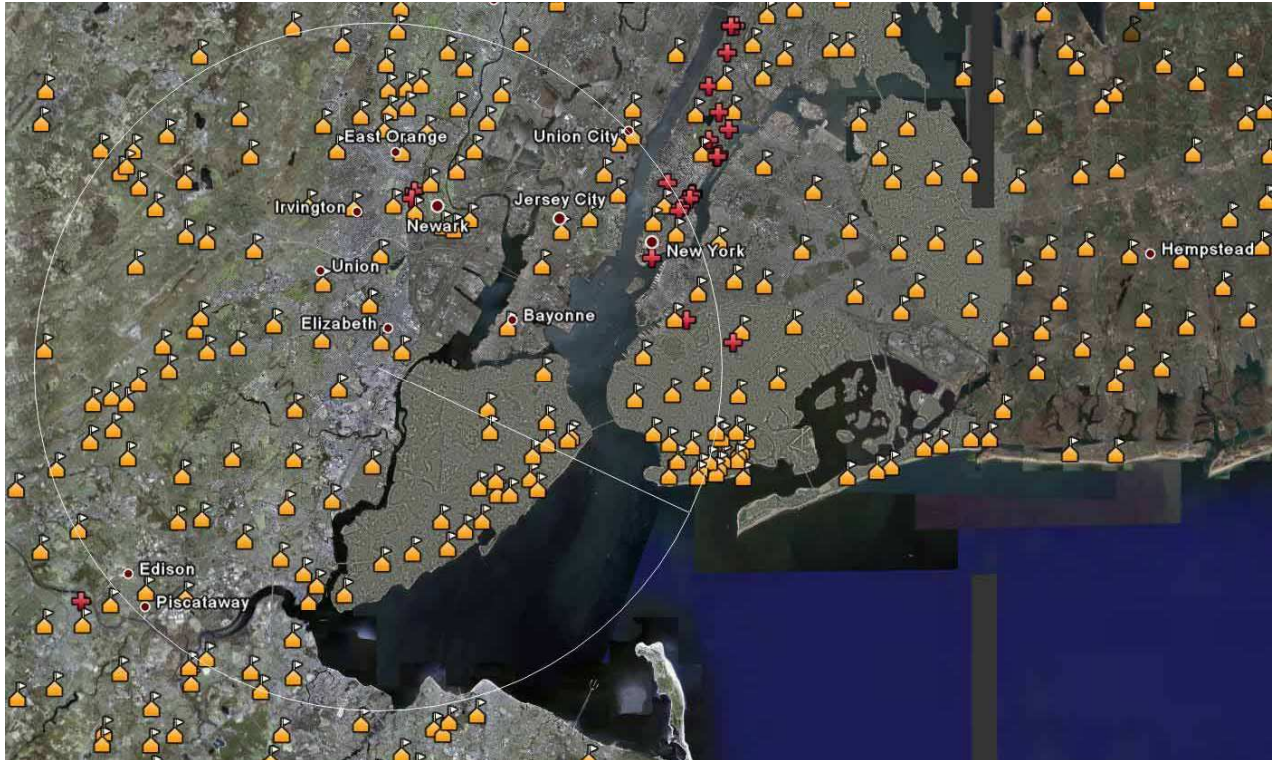 East Orange
Union City
Irvington
Newark
Jersey City
New York
Hempstead
Union
Elizabeth
Bayonne
Edison
Piscataway